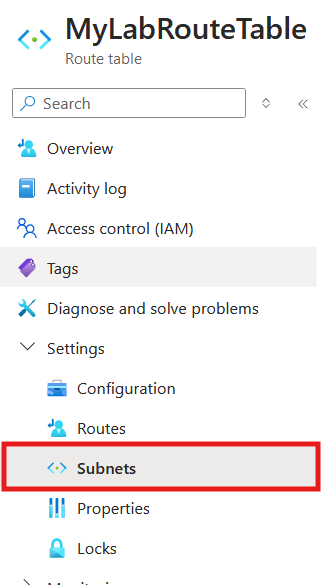 MyLabRouteTable
Route table
Search
Overview
Activity log
Access control (IAM)
Tags
Diagnose and solve problems
Settings
Configuration
Routes
Subnets
Properties
Locks